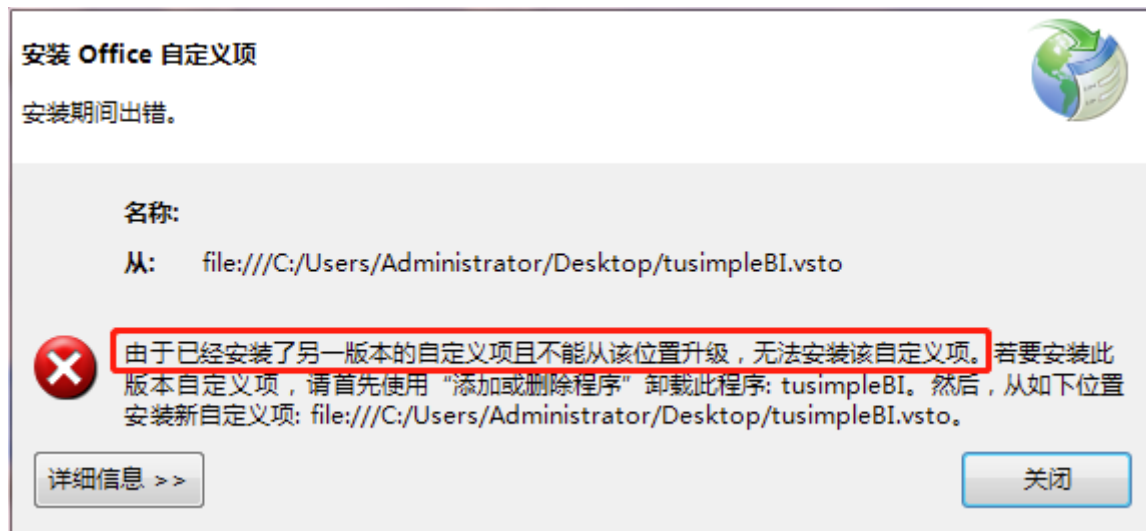 安装 Office 自定义项
安装期间出错。
名称:
从: file:///C:/Users/Administrator/Desktop/tusimpleBI.vsto
由于已经安装了另一版本的自定义项且不能从该位置升级，无法安装该自定义项。若要安装此
版本自定义项，请首先使用“添加或删除程序”卸载此程序: tusimpleBI。然后，从如下位置
安装新自定义项: file:///C:/Users/Administrator/Desktop/tusimpleBI.vsto。
详细信息 >>
关闭